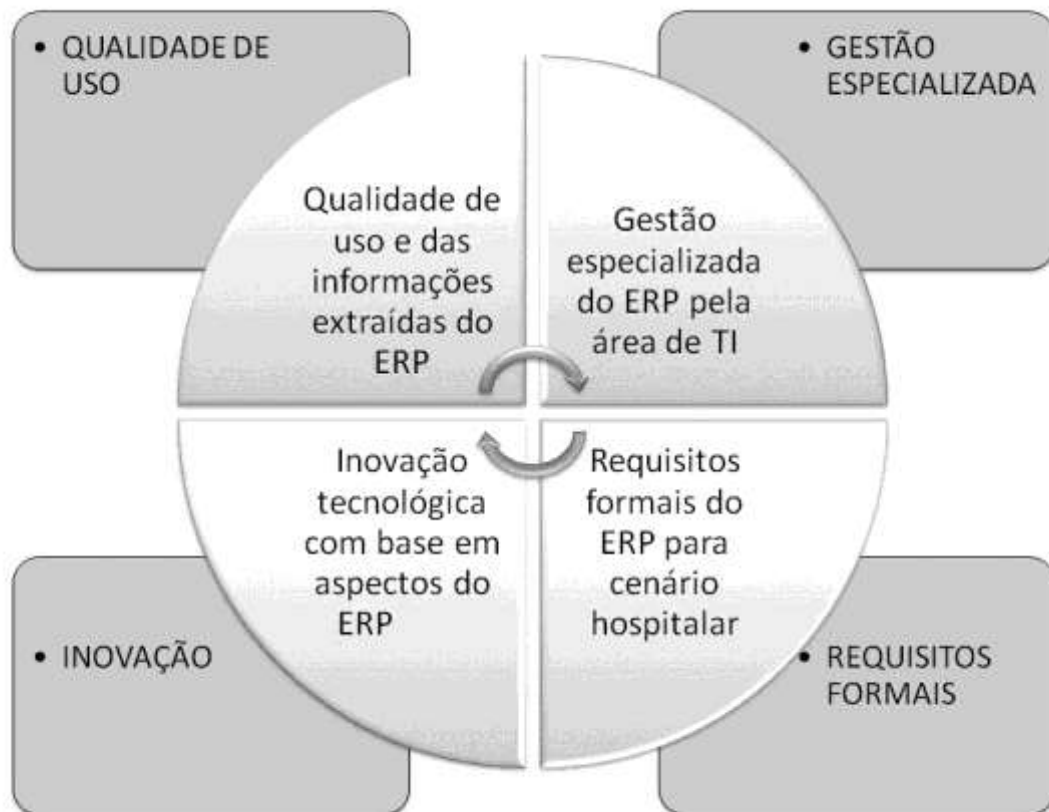 • QUALIDADE DE
USO
• GESTÃO
ESPECIALIZADA
Qualidade de
uso e das
informações
extraídas do
ERP
Gestão
especializada
do ERP pela
área de TI
Inovação
tecnológica
com base em
aspectos do
ERP
Requisitos
formais do
ERP para
cenário
hospitalar
• INOVAÇÃO
• REQUISITOS
FORMAIS